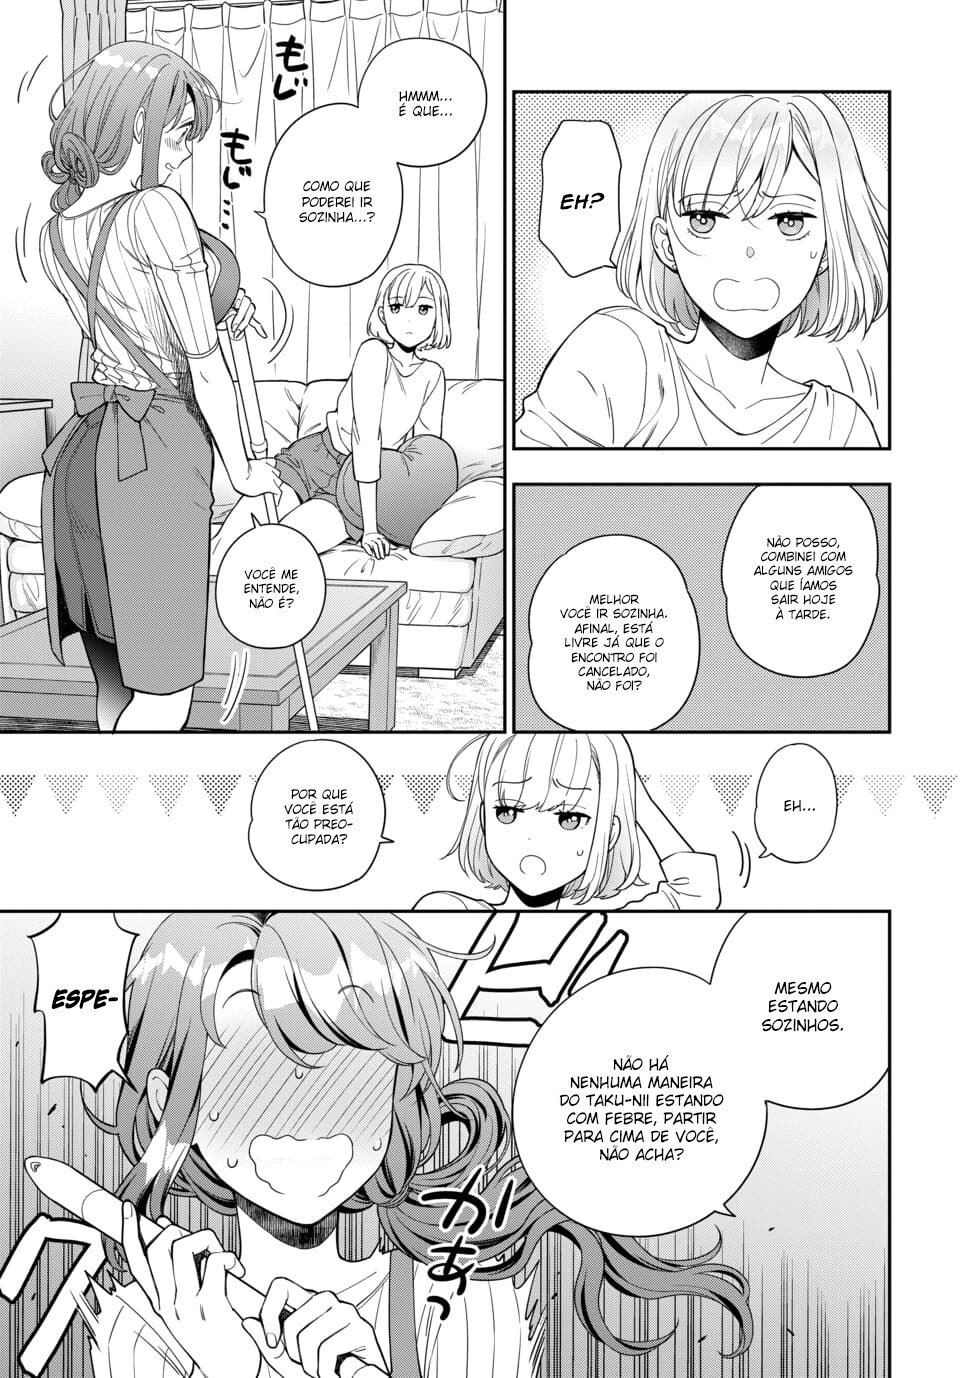 EH?
NÃO POSSO,
COMBINEI COM
ALGUNS AMIGOS
QUE ÍAMOS
SAIR HOJE
À TARDE.
MELHOR
VOCÊ IR SOZINHA.
AFINAL, ESTÁ
LIVRE JÁ QUE O
ENCONTRO FOI
CANCELADO,
NÃO FOI?
HMMM...
É QUE...
COMO QUE
PODEREI IR
SOZINHA...?
もじ
もじ…
VOCÊ ME
ENTENDE,
NÃO É?
EH...
POR QUE
VOCÊ ESTÁ
TÃO PREO-
CUPADA?
MESMO
ESTANDO
SOZINHOS.
NÃO HÁ
NENHUMA MANEIRA
DO TAKU-NII ESTANDO
COM FEBRE, PARTIR
PARA CIMA DE VOCÊ,
NÃO ACHA?
ESPE-
かぁっ